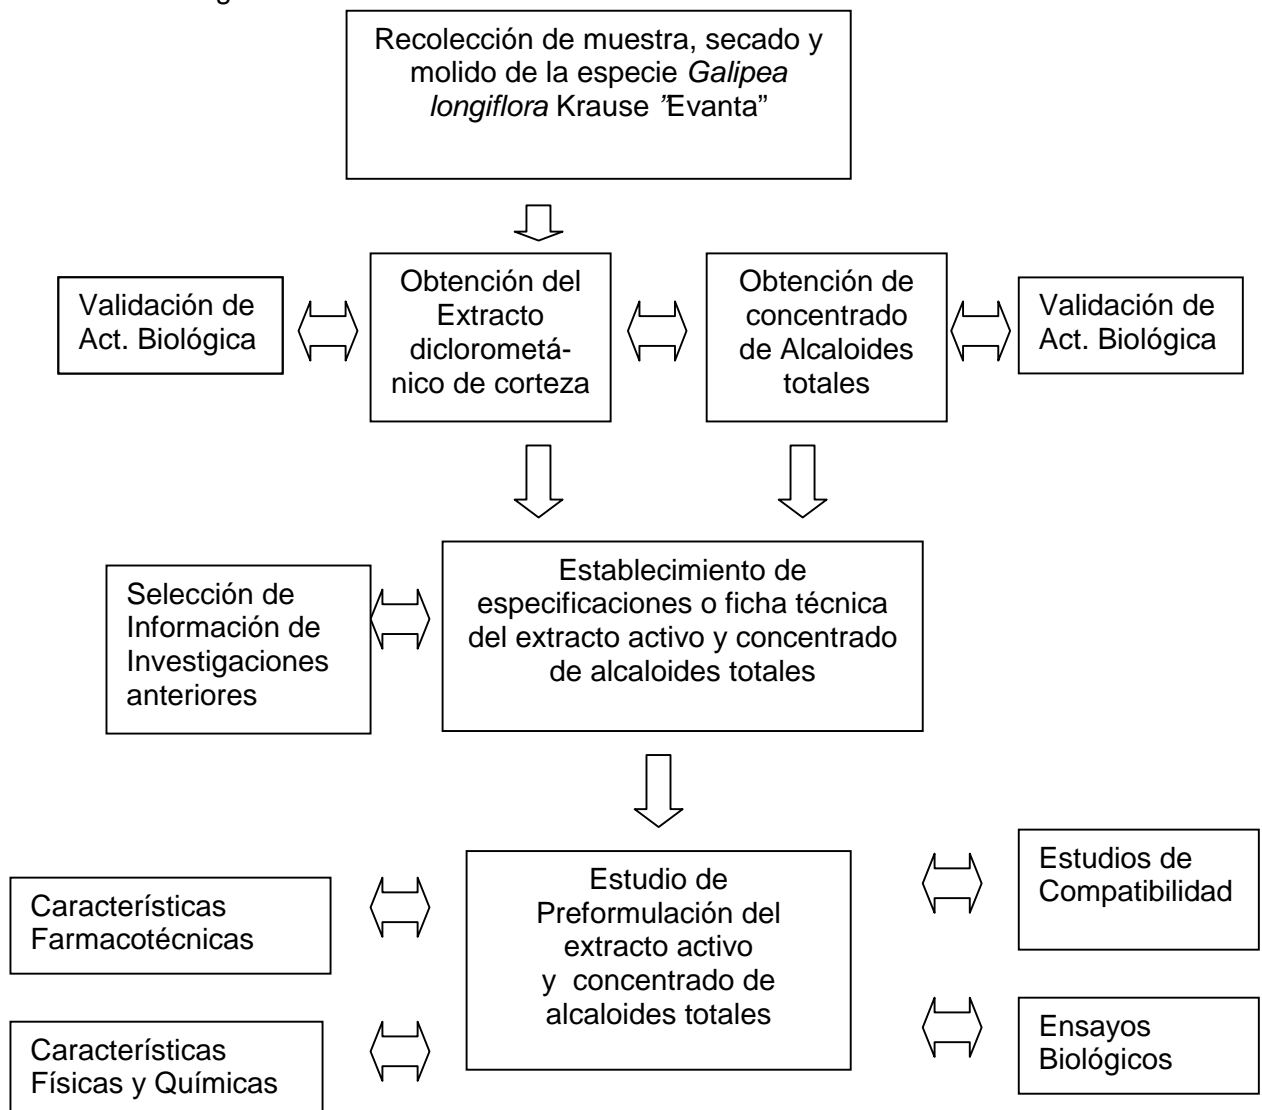 Recolección de muestra, secado y
molido de la especie Galipea
longiflora Krause ”Evanta”
Validación de
Act. Biológica
Obtención del
Extracto
diclorometá-
nico de corteza
Obtención de
concentrado
de Alcaloides
totales
Validación de
Act. Biológica
Selección de
Información de
Investigaciones
anteriores
Establecimiento de
especificaciones o ficha técnica
del extracto activo y concentrado
de alcaloides totales
Características
Farmacotécnicas
Estudio de
Preformulación del
extracto activo
y concentrado de
alcaloides totales
Estudios de
Compatibilidad
Características
Físicas y Químicas
Ensayos
Biológicos